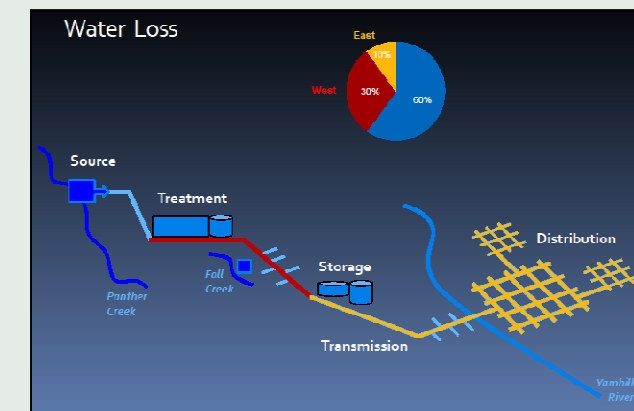 Water Loss
East
10%
West
30%
60%
Source
Treatment
Distribution
Fall
Creek
Storage
Panther
Creek
Transmission
Yamhill
River